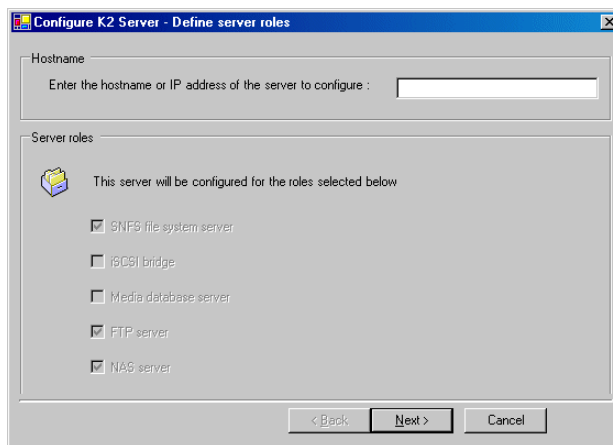 Configure K2 Server - Define server roles
Hostname
Enter the hostname or IP address of the server to configure :
Server roles
This server will be configured for the roles selected below
SNFS file system server
iSCSI bridge
Media database server
FTP server
NAS server
< Back
Next >
Cancel